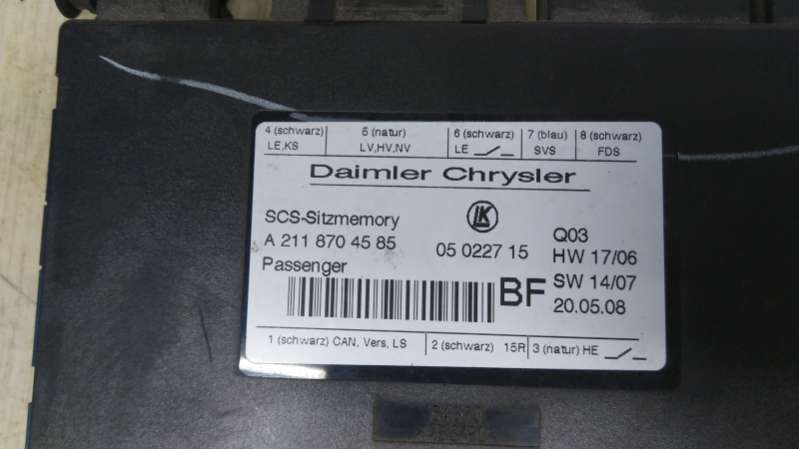 4 (schwarz) 5 (natur) 6 (schwarz) 7 (blau) 8 (schwarz)
LE,KS LV,HV,NV LE SVS FDS
Daimler Chrysler
SCS-Sitzmemory LK
A 211 870 45 85 05 0227 15 Q03
HW 17/06
Passenger SW 14/07
BF 20.05.08
1 (schwarz) CAN, Vers, LS 2 (schwarz) 15R 3 (natur) HE